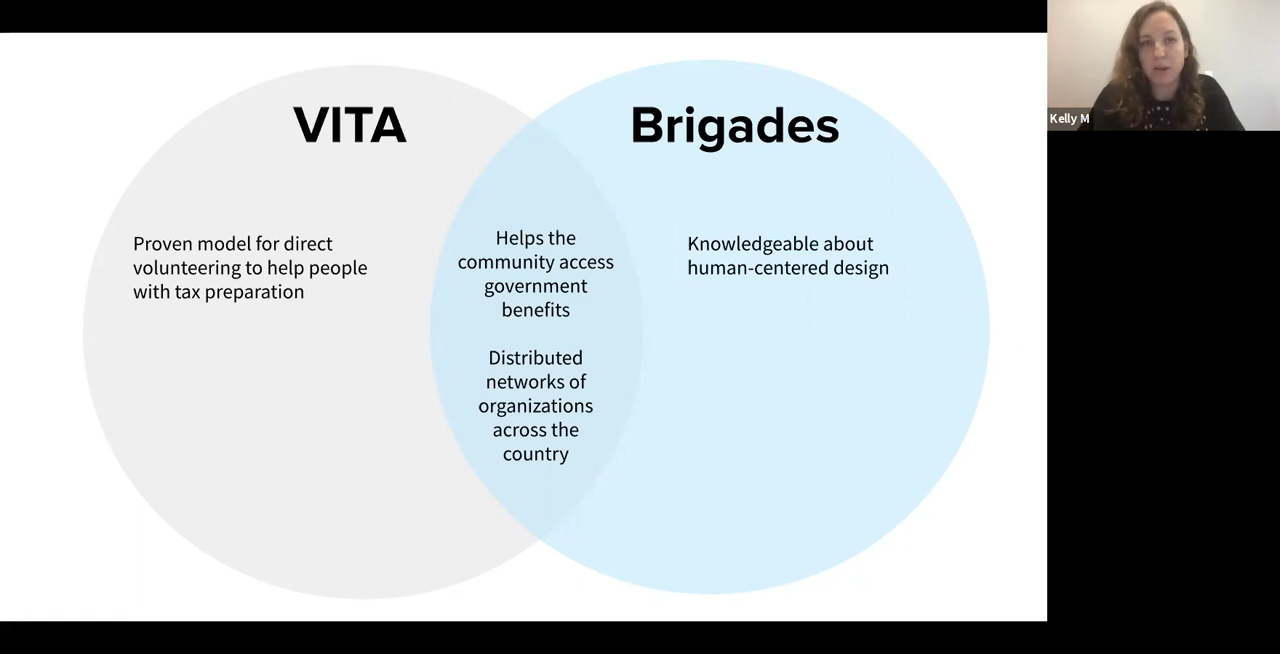 VITA
Brigades
Proven model for direct
volunteering to help people
with tax preparation
Helps the
community access
government
benefits
Distributed
networks of
organizations
across the
country
Knowledgeable about
human-centered design
Kelly M